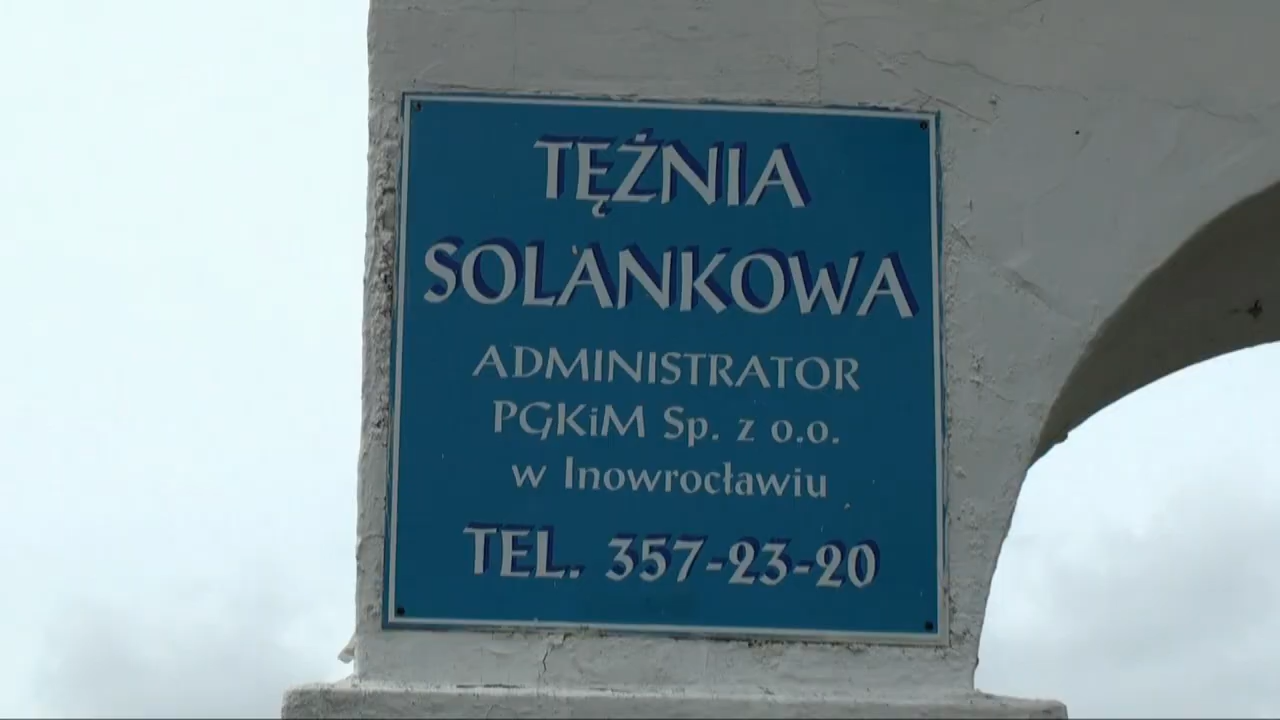 TĘŻNIA
SOLANKOWA
ADMINISTRATOR
PGKiM Sp. z o.o.
w Inowrocławiu
TEL. 357-23-20